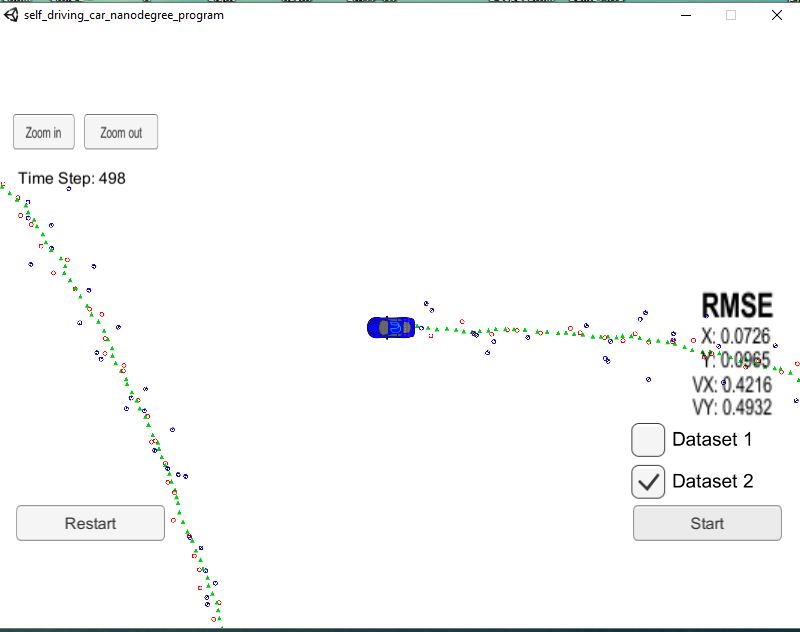 self_driving_car_nanodegree_program
Zoom in
Zoom out
Time Step: 498
RMSE
X: 0.0726
Y: 0.0965
VX: 0.4216
VY: 0.4932
Dataset 1
Dataset 2
Restart
Start